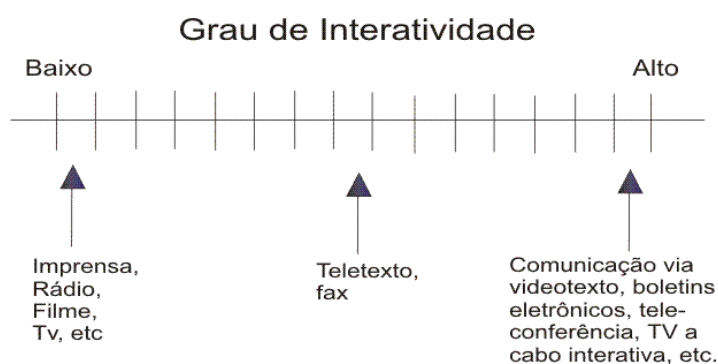 Grau de Interatividade
Baixo
Alto
Imprensa,
Rádio,
Filme,
Tv, etc
Teletexto,
fax
Comunicação via
videotexto, boletins
eletrônicos, tele-
conferência, TV a
cabo interativa, etc.